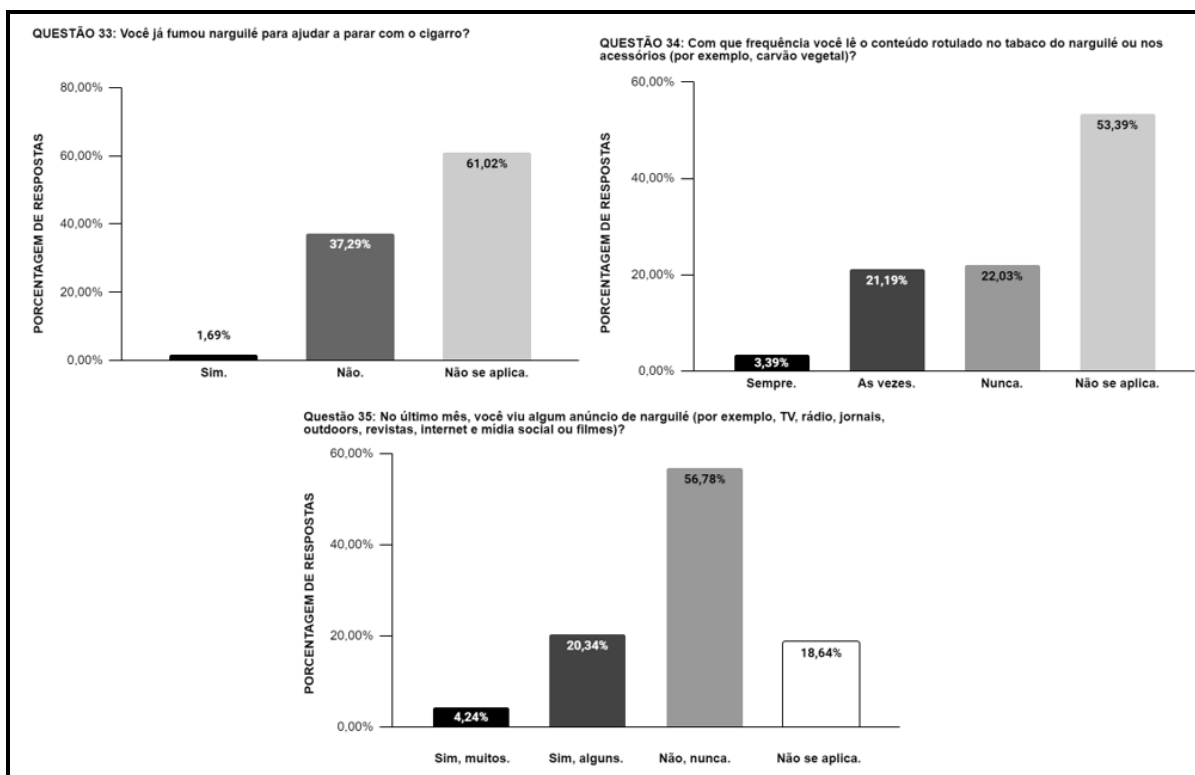 QUESTÃO 33: Você já fumou narguilé para ajudar a parar com o cigarro?
PORCENTAGEM DE RESPOSTAS
80,00%
60,00%
40,00%
20,00%
0,00%
1,69%
37,29%
61,02%
Sim.
Não.
Não se aplica.
QUESTÃO 34: Com que frequência você lê o conteúdo rotulado no tabaco do narguilé ou nos
acessórios (por exemplo, carvão vegetal)?
PORCENTAGEM DE RESPOSTAS
60,00%
40,00%
20,00%
0,00%
3,39%
21,19%
22,03%
53,39%
Sempre.
As vezes.
Nunca.
Não se aplica.
Questão 35: No último mês, você viu algum anúncio de narguilé (por exemplo, TV, rádio, jornais,
outdoors, revistas, internet e mídia social ou filmes)?
PORCENTAGEM DE RESPOSTAS
60,00%
40,00%
20,00%
0,00%
4,24%
20,34%
56,78%
18,64%
Sim, muitos.
Sim, alguns.
Não, nunca.
Não se aplica.